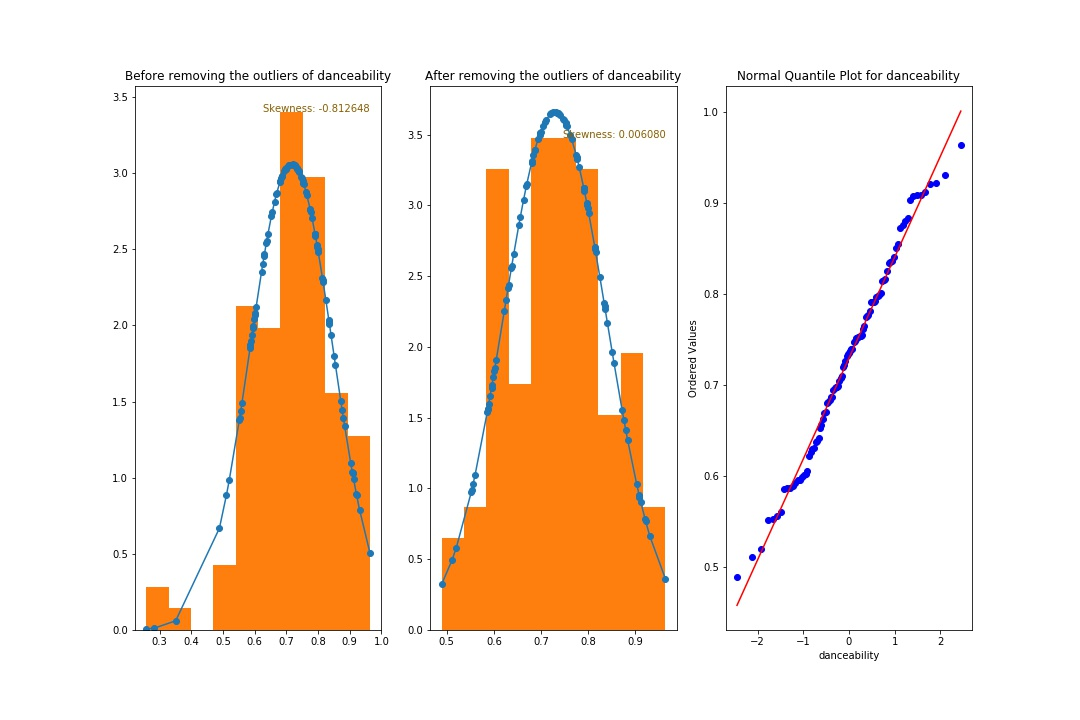 Before removing the outliers of danceability
Skewness: -0.812648
3.5
3.0
2.5
2.0
1.5
1.0
0.5
0.0
0.3 0.4 0.5 0.6 0.7 0.8 0.9 1.0
After removing the outliers of danceability
Skewness: 0.006080
3.5
3.0
2.5
2.0
1.5
1.0
0.5
0.0
0.5 0.6 0.7 0.8 0.9
Normal Quantile Plot for danceability
Ordered Values
1.0
0.9
0.8
0.7
0.6
0.5
−2 −1 0 1 2
danceability